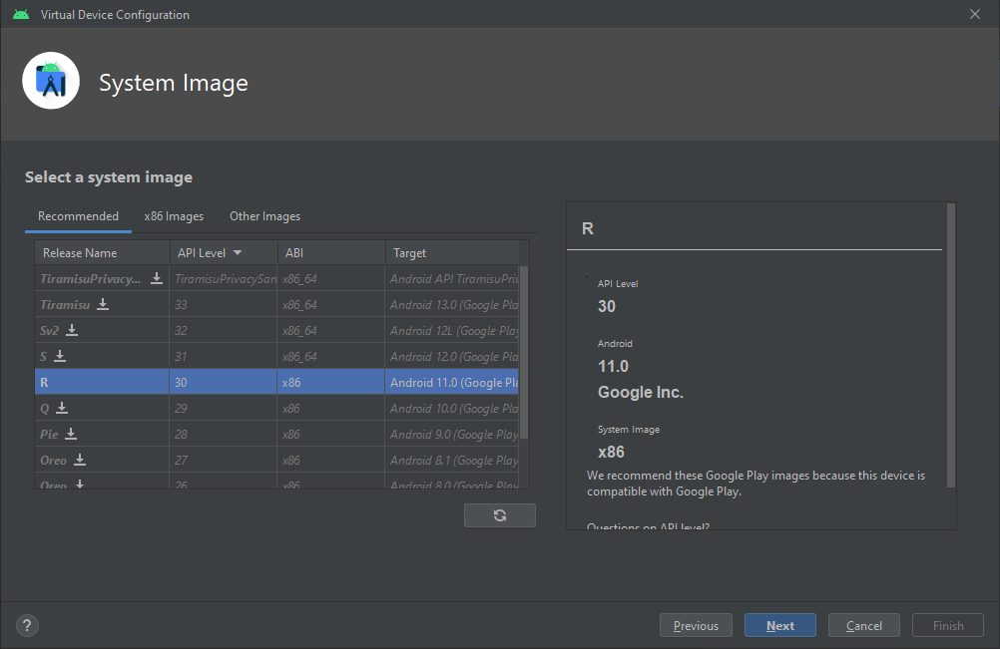 Virtual Device Configuration
System Image
Select a system image
Recommended x86 Images Other Images
Release Name API Level ABI Target
TiramisuPrivacy... TiramisuPrivacySan x86_64 Android API TiramisuPriv
Tiramisu 33 x86_64 Android 13.0 (Google Pla
Sv2 32 x86_64 Android 12L (Google Play
S 31 x86_64 Android 12.0 (Google Pla
R 30 x86 Android 11.0 (Google Pla
Q 29 x86 Android 10.0 (Google Pla
Pie 28 x86 Android 9.0 (Google Play
Oreo 27 x86 Android 8.1 (Google Play
Oreo 26 x86 Android 8.0 (Google Play
R
API Level
30
Android
11.0
Google Inc.
System Image
x86
We recommend these Google Play images because this device is
compatible with Google Play.
Questions on API level?
? Previous Next Cancel Finish